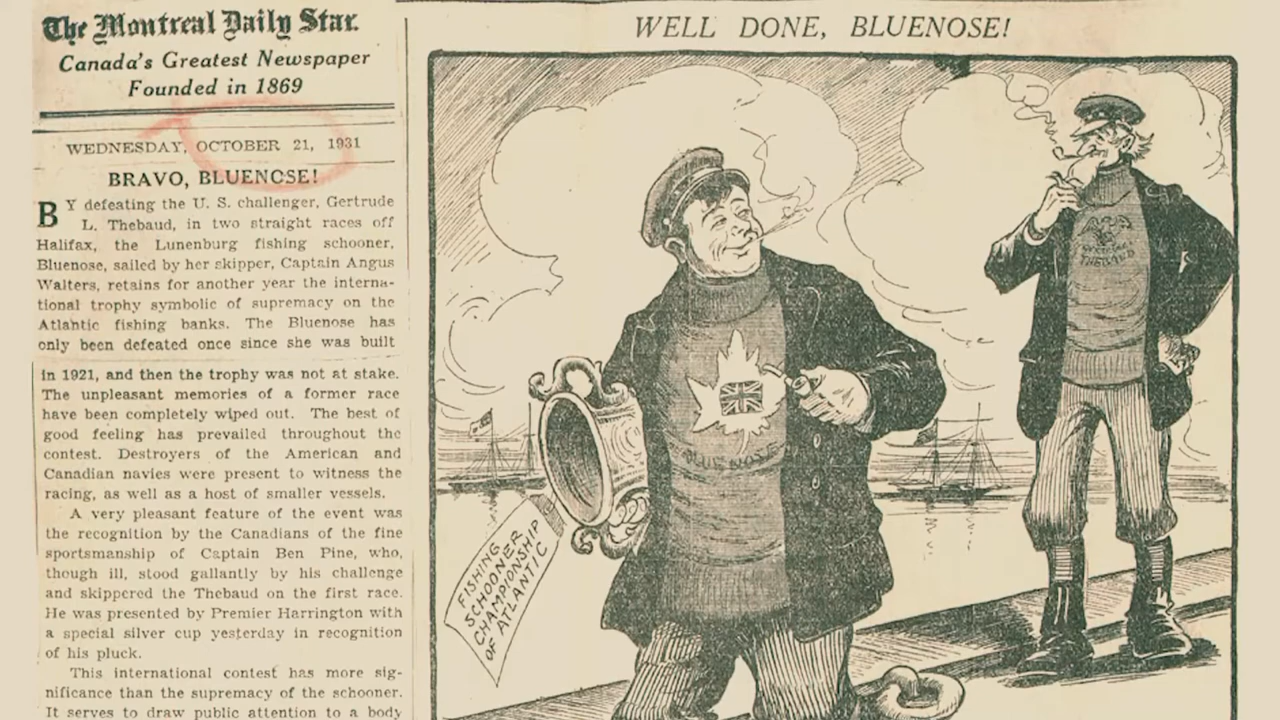 The Montreal Daily Star.
Canada's Greatest Newspaper
Founded in 1869
WEDNESDAY, OCTOBER 21, 1931
BRAVO, BLUENOSE!
BY defeating the U. S. challenger, Gertrude
L. Thebaud, in two straight races off
Halifax, the Lunenburg fishing schooner,
Bluenose, sailed by her skipper, Captain Angus
Walters, retains for another year the interna-
tional trophy symbolic of supremacy on the
Atlantic fishing banks. The Bluenose has
only been defeated once since she was built
in 1921, and then the trophy was not at stake.
The unpleasant memories of a former race
have been completely wiped out. The best of
good feeling has prevailed throughout the
contest. Destroyers of the American and
Canadian navies were present to witness the
racing, as well as a host of smaller vessels.
A very pleasant feature of the event was
the recognition by the Canadians of the fine
sportsmanship of Captain Ben Pine, who,
though ill, stood gallantly by his challenge
and skippered the Thebaud on the first race.
He was presented by Premier Harrington with
a special silver cup yesterday in recognition
of his pluck.
This international contest has more sig-
nificance than the supremacy of the schooner.
It serves to draw public attention to a body
WELL DONE, BLUENOSE!
BLUENOSE
THEBAUD
FISHING
SCHOONER
CHAMPIONSHIP
OF ATLANTIC